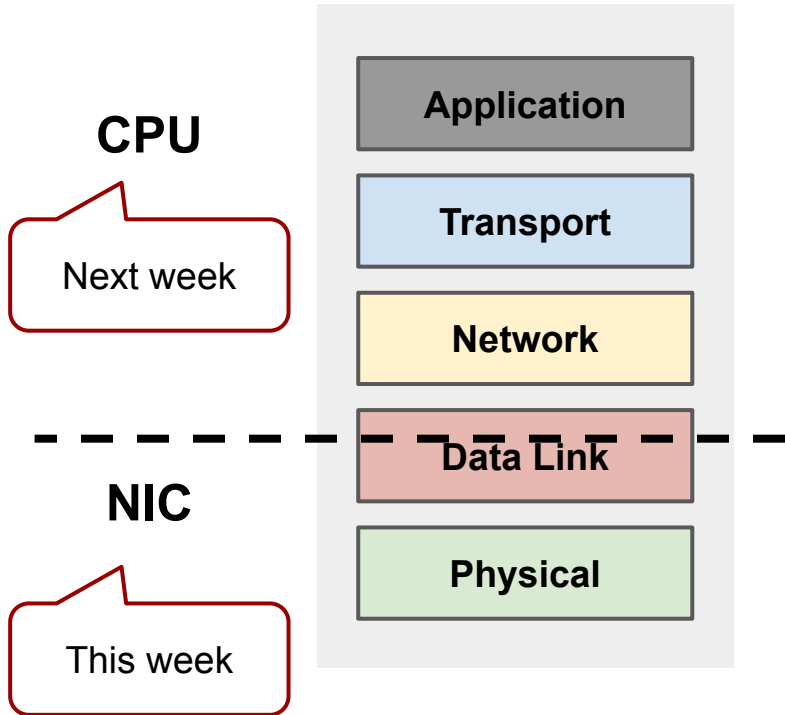 CPU
Next week
NIC
This week
Application
Transport
Network
Data Link
Physical